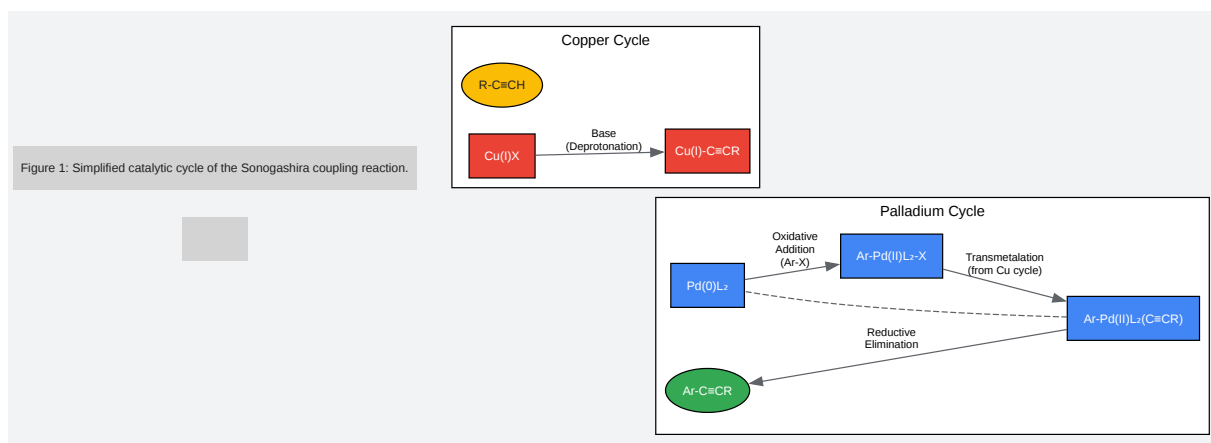 Copper Cycle
R-C≡CH
Base
(Deprotonation)
Cu(I)X
Cu(I)-C≡CR
Figure 1: Simplified catalytic cycle of the Sonogashira coupling reaction.
Palladium Cycle
Oxidative
Addition
(Ar-X)
Ar-Pd(II)L₂-X
Transmetalation
(from Cu cycle)
Pd(0)L₂
Ar-Pd(II)L₂(C≡CR)
Reductive
Elimination
Ar-C≡CR